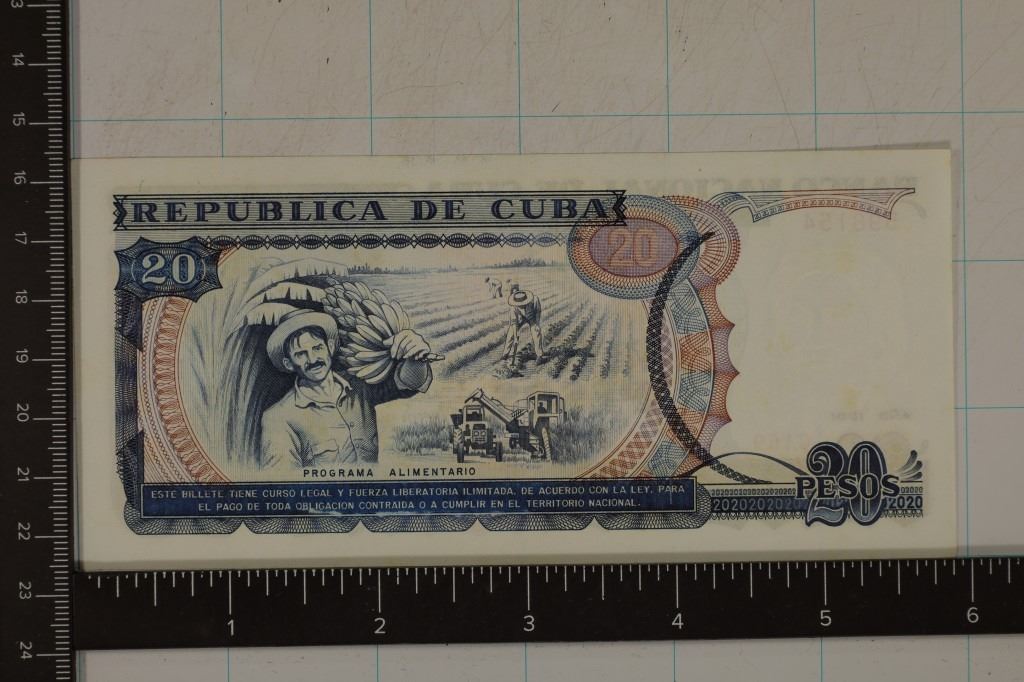 REPUBLICA DE CUBA
20
20
PROGRAMA ALIMENTARIO
ESTE BILLETE TIENE CURSO LEGAL Y FUERZA LIBERATORIA ILIMITADA, DE ACUERDO CON LA LEY, PARA
EL PAGO DE TODA OBLIGACION CONTRAIDA O A CUMPLIR EN EL TERRITORIO NACIONAL.
20
PESOS
13
14
15
16
17
18
19
20
21
22
23
24
1 2 3 4 5 6